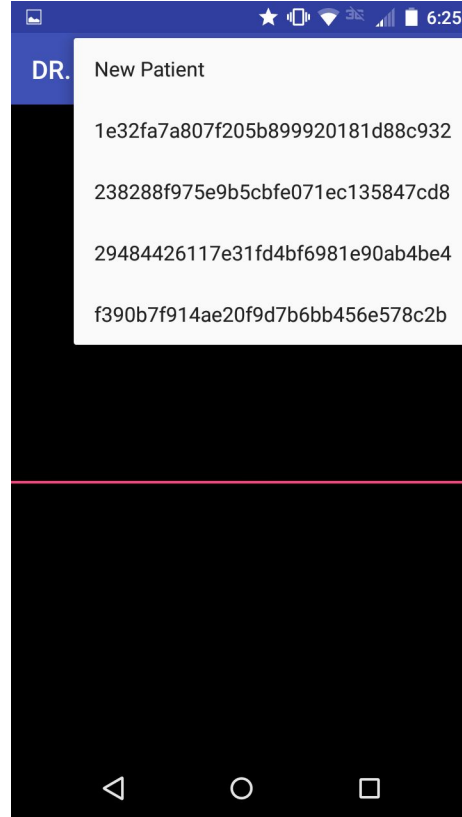 6:25
DR.
New Patient
1e32fa7a807f205b899920181d88c932
238288f975e9b5cbfe071ec135847cd8
29484426117e31fd4bf6981e90ab4be4
f390b7f914ae20f9d7b6bb456e578c2b